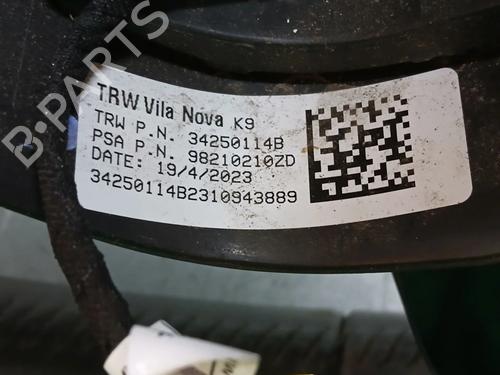 B-PARTS
TRW Vila Nova K9
TRW P.N. 34250114B
PSA P.N. 98210210ZD
DATE: 19/4/2023
34250114B2310943889